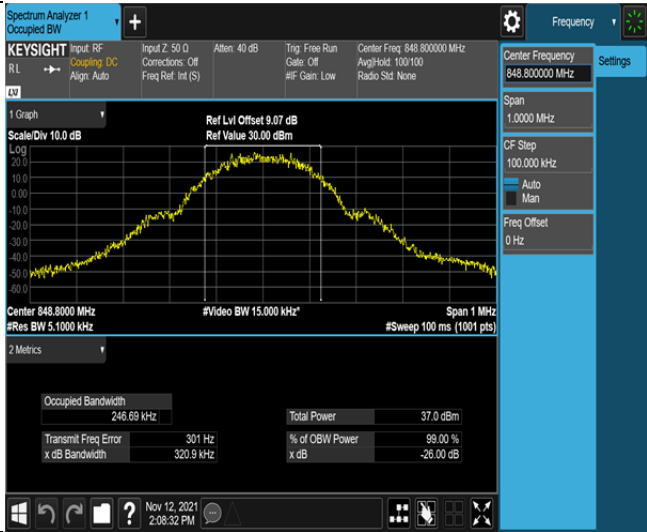 Spectrum Analyzer 1
Occupied BW
Frequency
KEYSIGHT
RL
LXI
Input: RF
Coupling: DC
Align: Auto
Input Z: 50 Ω
Corrections: Off
Freq Ref: Int (S)
Atten: 40 dB
Trig: Free Run
Gate: Off
#IF Gain: Low
Center Freq: 848.800000 MHz
Avg|Hold: 100/100
Radio Std: None
Center Frequency
848.800000 MHz
Settings
Span
1.0000 MHz
CF Step
100.000 kHz
Auto
Man
Freq Offset
0 Hz
1 Graph
Scale/Div 10.0 dB
Ref Lvl Offset 9.07 dB
Ref Value 30.00 dBm
Log
20.0
10.0
0.00
-10.0
-20.0
-30.0
-40.0
-50.0
-60.0
Center 848.8000 MHz
#Video BW 15.000 kHz*
Span 1 MHz
#Res BW 5.1000 kHz
#Sweep 100 ms (1001 pts)
2 Metrics
Occupied Bandwidth
246.69 kHz
Total Power 37.0 dBm
Transmit Freq Error 301 Hz
% of OBW Power 99.00 %
x dB Bandwidth 320.9 kHz
x dB -26.00 dB
?
Nov 12, 2021
2:08:32 PM